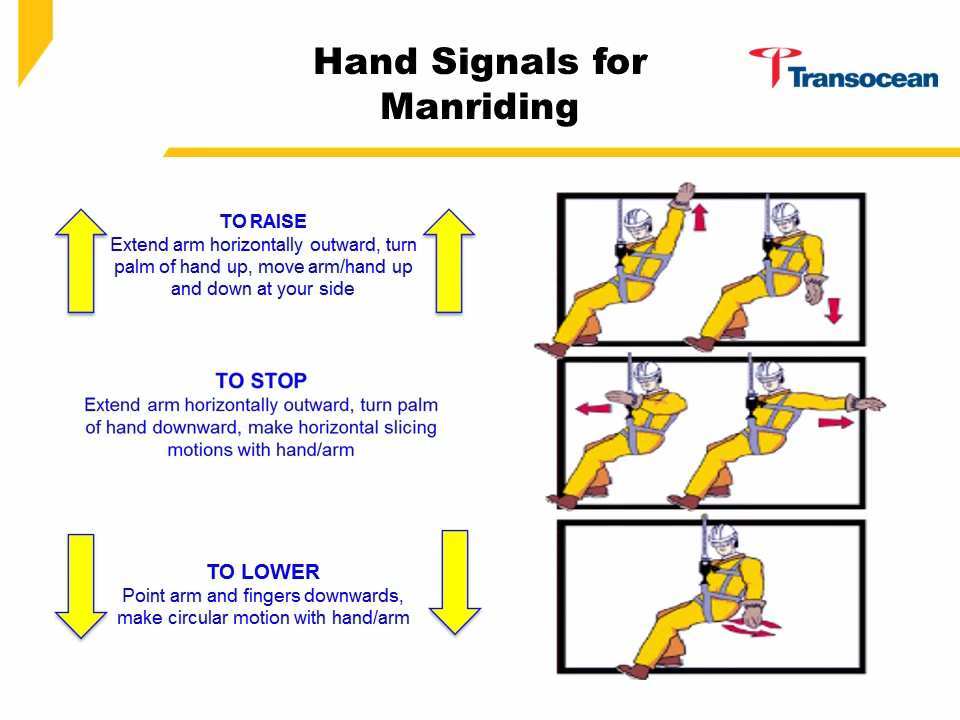 Hand Signals for
Manriding
Transocean
TO RAISE
Extend arm horizontally outward, turn
palm of hand up, move arm/hand up
and down at your side
TO STOP
Extend arm horizontally outward, turn palm
of hand downward, make horizontal slicing
motions with hand/arm
TO LOWER
Point arm and fingers downwards,
make circular motion with hand/arm